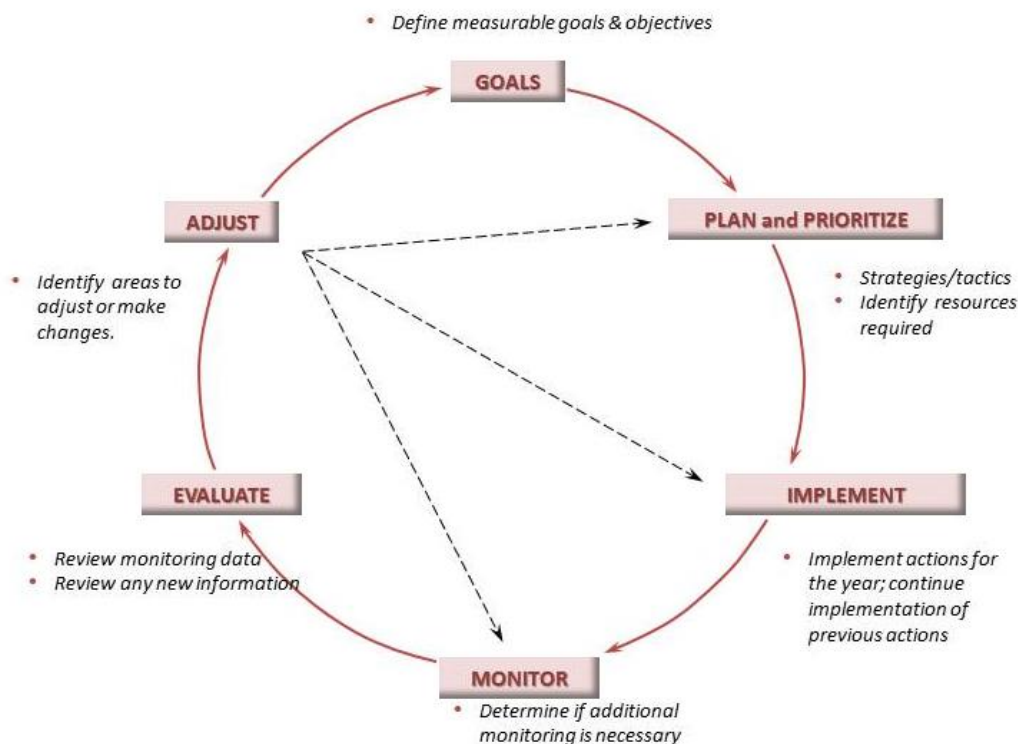 • Define measurable goals & objectives
GOALS
PLAN and PRIORITIZE
• Strategies/tactics
• Identify resources
required
IMPLEMENT
• Implement actions for
the year; continue
implementation of
previous actions
MONITOR
• Determine if additional
monitoring is necessary
EVALUATE
• Review monitoring data
• Review any new information
ADJUST
• Identify areas to
adjust or make
changes.